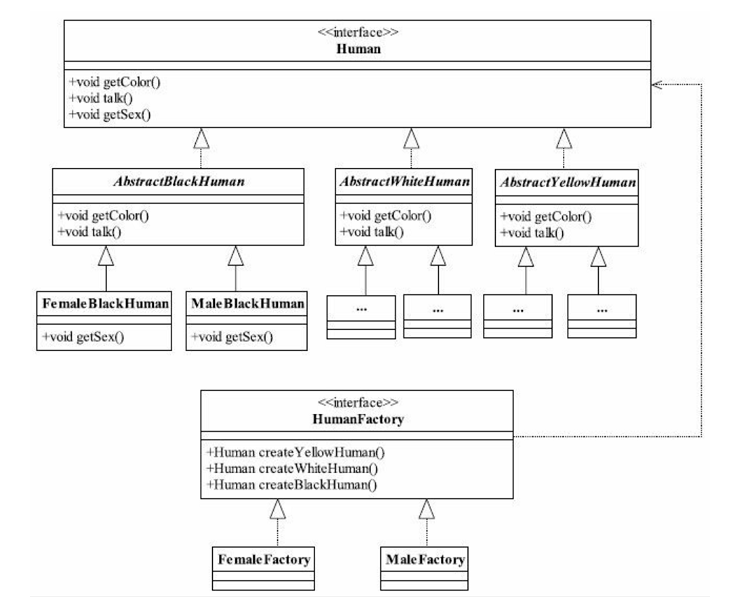 <<interface>>
Human
+void getColor()
+void talk()
+void getSex()
AbstractBlackHuman
+void getColor()
+void talk()
AbstractWhiteHuman
+void getColor()
+void talk()
AbstractYellowHuman
+void getColor()
+void talk()
FemaleBlackHuman
+void getSex()
MaleBlackHuman
+void getSex()
...
...
...
...
<<interface>>
HumanFactory
+Human createYellowHuman()
+Human createWhiteHuman()
+Human createBlackHuman()
FemaleFactory
MaleFactory